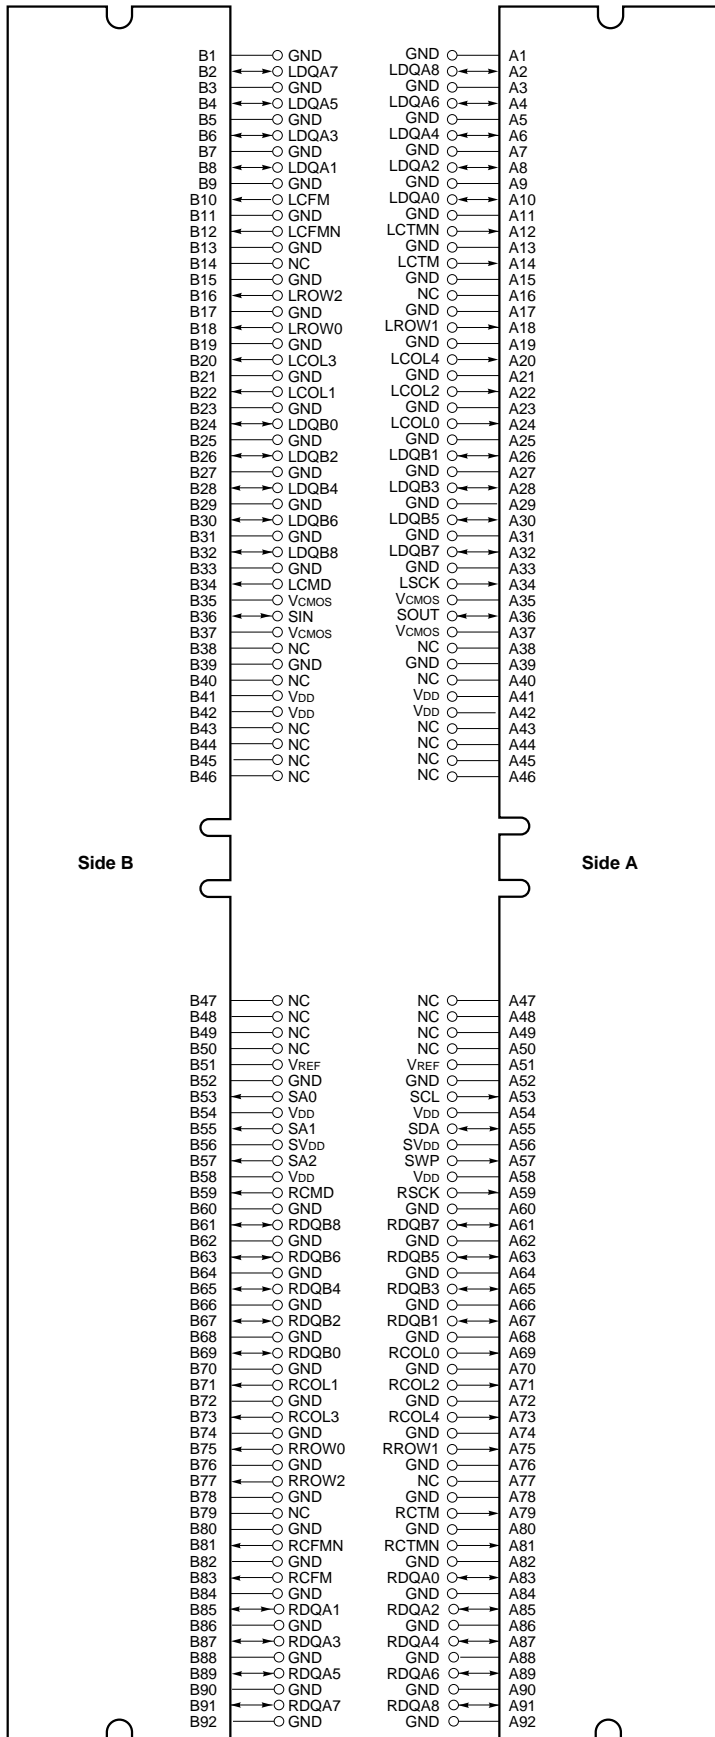 B1 GND GND A1
B2 LDQA7 LDQA8 A2
B3 GND GND A3
B4 LDQA5 LDQA6 A4
B5 GND GND A5
B6 LDQA3 LDQA4 A6
B7 GND GND A7
B8 LDQA1 LDQA2 A8
B9 GND GND A9
B10 LCFM LDQA0 A10
B11 GND GND A11
B12 LCFMN LCTMN A12
B13 GND GND A13
B14 NC LCTM A14
B15 GND GND A15
B16 LROW2 NC A16
B17 GND GND A17
B18 LROW0 LROW1 A18
B19 GND GND A19
B20 LCOL3 LCOL4 A20
B21 GND GND A21
B22 LCOL1 LCOL2 A22
B23 GND GND A23
B24 LDQB0 LCOL0 A24
B25 GND GND A25
B26 LDQB2 LDQB1 A26
B27 GND GND A27
B28 LDQB4 LDQB3 A28
B29 GND GND A29
B30 LDQB6 LDQB5 A30
B31 GND GND A31
B32 LDQB8 LDQB7 A32
B33 GND GND A33
B34 LCMD LSCK A34
B35 VCMOS VCMOS A35
B36 SIN SOUT A36
B37 VCMOS VCMOS A37
B38 NC NC A38
B39 GND GND A39
B40 NC NC A40
B41 VDD VDD A41
B42 VDD VDD A42
B43 NC NC A43
B44 NC NC A44
B45 NC NC A45
B46 NC NC A46
Side B Side A
B47 NC NC A47
B48 NC NC A48
B49 NC NC A49
B50 NC NC A50
B51 VREF VREF A51
B52 GND GND A52
B53 SA0 SCL A53
B54 VDD VDD A54
B55 SA1 SDA A55
B56 SVDD SVDD A56
B57 SA2 SWP A57
B58 VDD VDD A58
B59 RCMD RSCK A59
B60 GND GND A60
B61 RDQB8 RDQB7 A61
B62 GND GND A62
B63 RDQB6 RDQB5 A63
B64 GND GND A64
B65 RDQB4 RDQB3 A65
B66 GND GND A66
B67 RDQB2 RDQB1 A67
B68 GND GND A68
B69 RDQB0 RCOL0 A69
B70 GND GND A70
B71 RCOL1 RCOL2 A71
B72 GND GND A72
B73 RCOL3 RCOL4 A73
B74 GND GND A74
B75 RROW0 RROW1 A75
B76 GND GND A76
B77 RROW2 NC A77
B78 GND GND A78
B79 NC RCTM A79
B80 GND GND A80
B81 RCFMN RCTMN A81
B82 GND GND A82
B83 RCFM RDQA0 A83
B84 GND GND A84
B85 RDQA1 RDQA2 A85
B86 GND GND A86
B87 RDQA3 RDQA4 A87
B88 GND GND A88
B89 RDQA5 RDQA6 A89
B90 GND GND A90
B91 RDQA7 RDQA8 A91
B92 GND GND A92